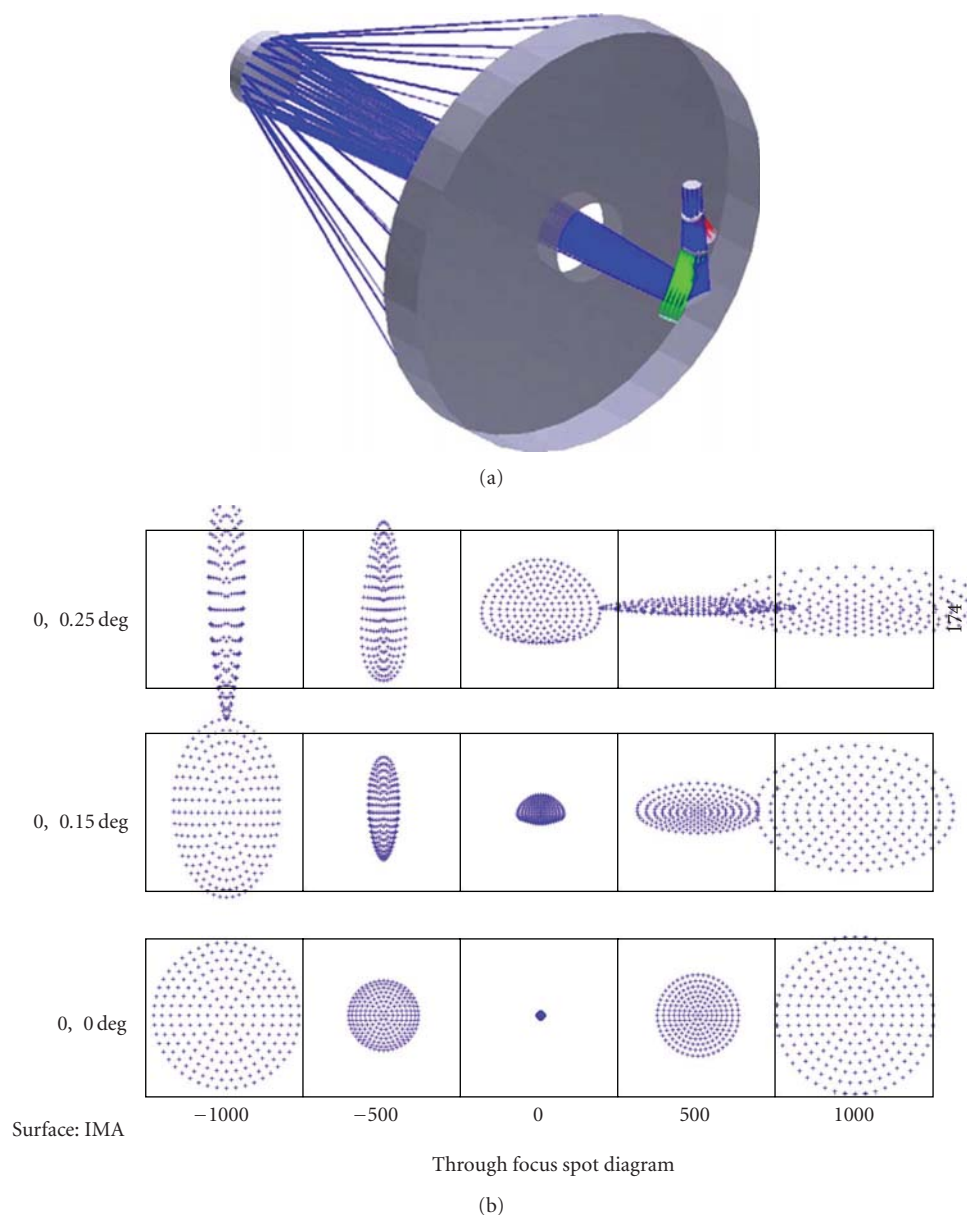 (a)
0, 0.25 deg
174
0, 0.15 deg
0, 0 deg
−1000 −500 0 500 1000
Surface: IMA
Through focus spot diagram
(b)